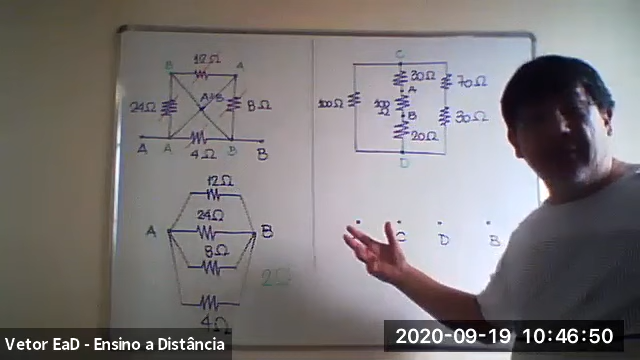 12Ω
B A
24Ω A≡B 8Ω
A A B B
4Ω
12Ω
24Ω
A B
8Ω
2Ω
4Ω
C
30Ω 70Ω
A
100Ω 100Ω
B 30Ω
20Ω
D
C D B
Vetor EaD - Ensino a Distância
2020-09-19 10:46:50